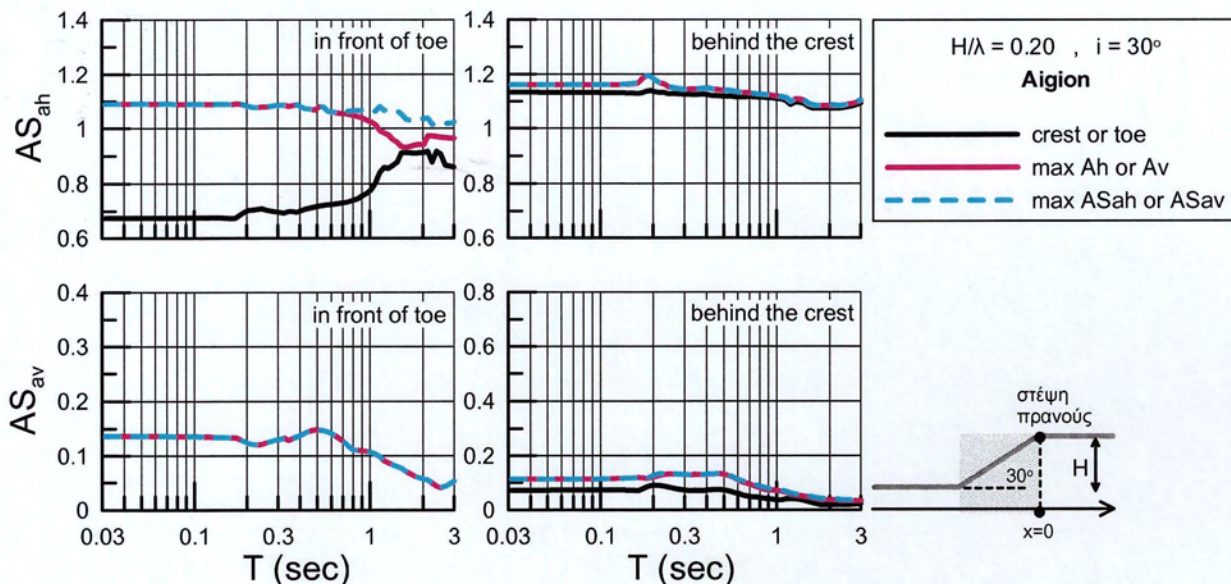 in front of toe
AS_ah
1.4
1.2
1
0.8
0.6
behind the crest
1.4
1.2
1
0.8
0.6
H/λ = 0.20 , i = 30º
Aigion
crest or toe
max Ah or Av
max ASah or ASav
in front of toe
AS_av
0.4
0.3
0.2
0.1
0
0.03 0.1 0.3 1 3
T (sec)
behind the crest
0.8
0.6
0.4
0.2
0
0.03 0.1 0.3 1 3
T (sec)
στέψη
πρανούς
30º
H
x=0